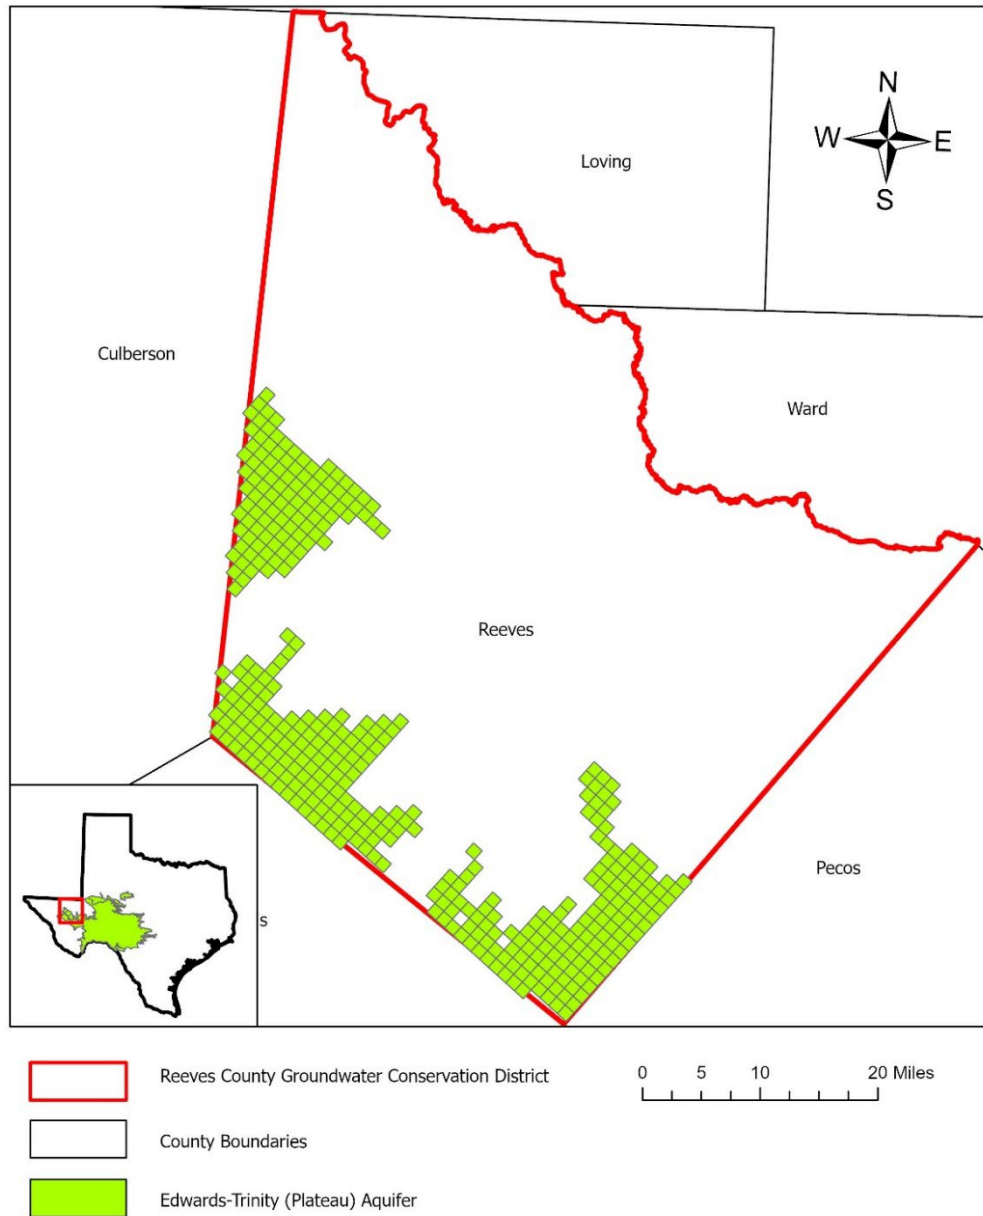 N
W E
S
Loving
Culberson
Ward
Reeves
Pecos
s
Reeves County Groundwater Conservation District
0 5 10 20 Miles
County Boundaries
Edwards-Trinity (Plateau) Aquifer